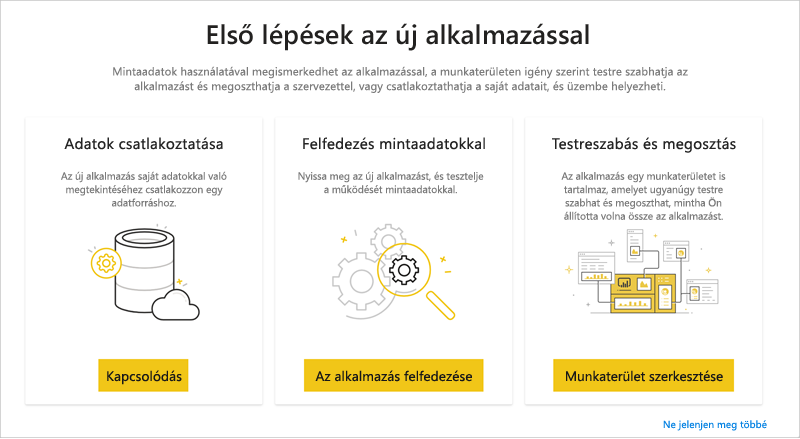 Első lépések az új alkalmazással
Mintaadatok használatával megismerkedhet az alkalmazással, a munkaterületen igény szerint testre szabhatja az
alkalmazást és megoszthatja a szervezettel, vagy csatlakoztathatja a saját adatait, és üzembe helyezheti.
Adatok csatlakoztatása
Az új alkalmazás saját adatokkal való
megtekintéséhez csatlakozzon egy
adatforráshoz.
Kapcsolódás
Felfedezés mintaadatokkal
Nyissa meg az új alkalmazást, és tesztelje
a működését mintaadatokkal.
Az alkalmazás felfedezése
Testreszabás és megosztás
Az alkalmazás egy munkaterületet is
tartalmaz, amelyet ugyanúgy testre
szabhat és megoszthat, mintha Ön
állította volna össze az alkalmazást.
Munkaterület szerkesztése
Ne jelenjen meg többé